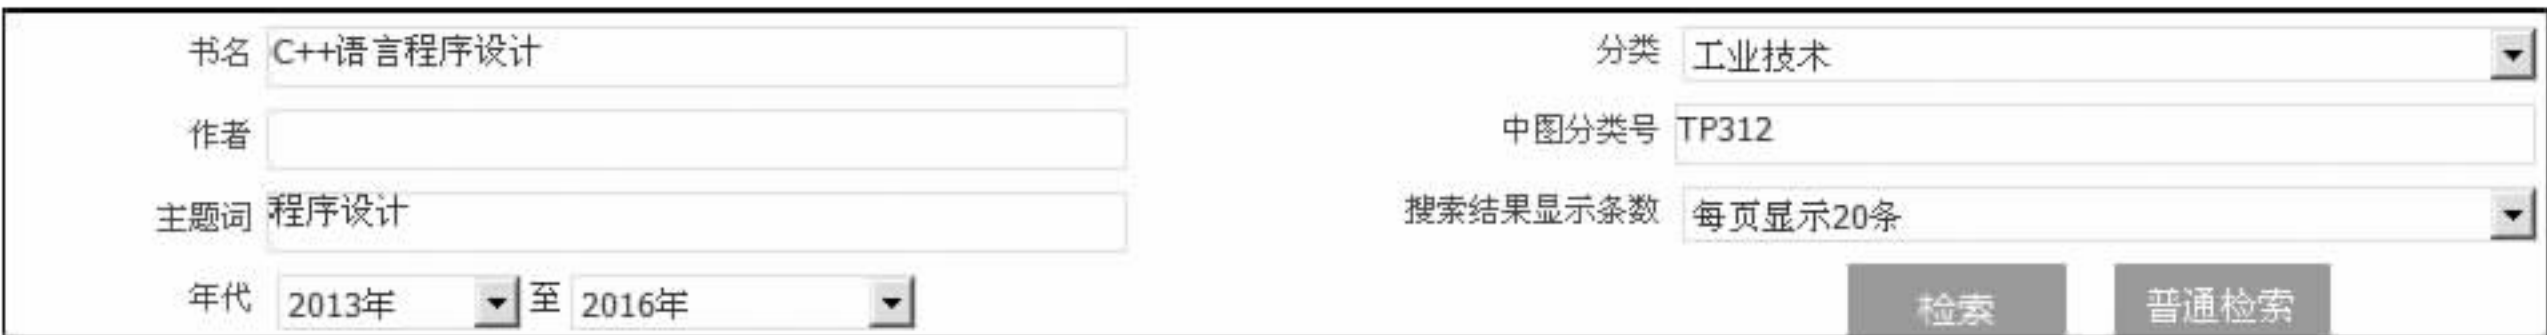 书名 C++语言程序设计 分类 工业技术
作者 中图分类号 TP312
主题词 程序设计 搜索结果显示条数 每页显示20条
年代 2013年 至 2016年 检索 普通检索